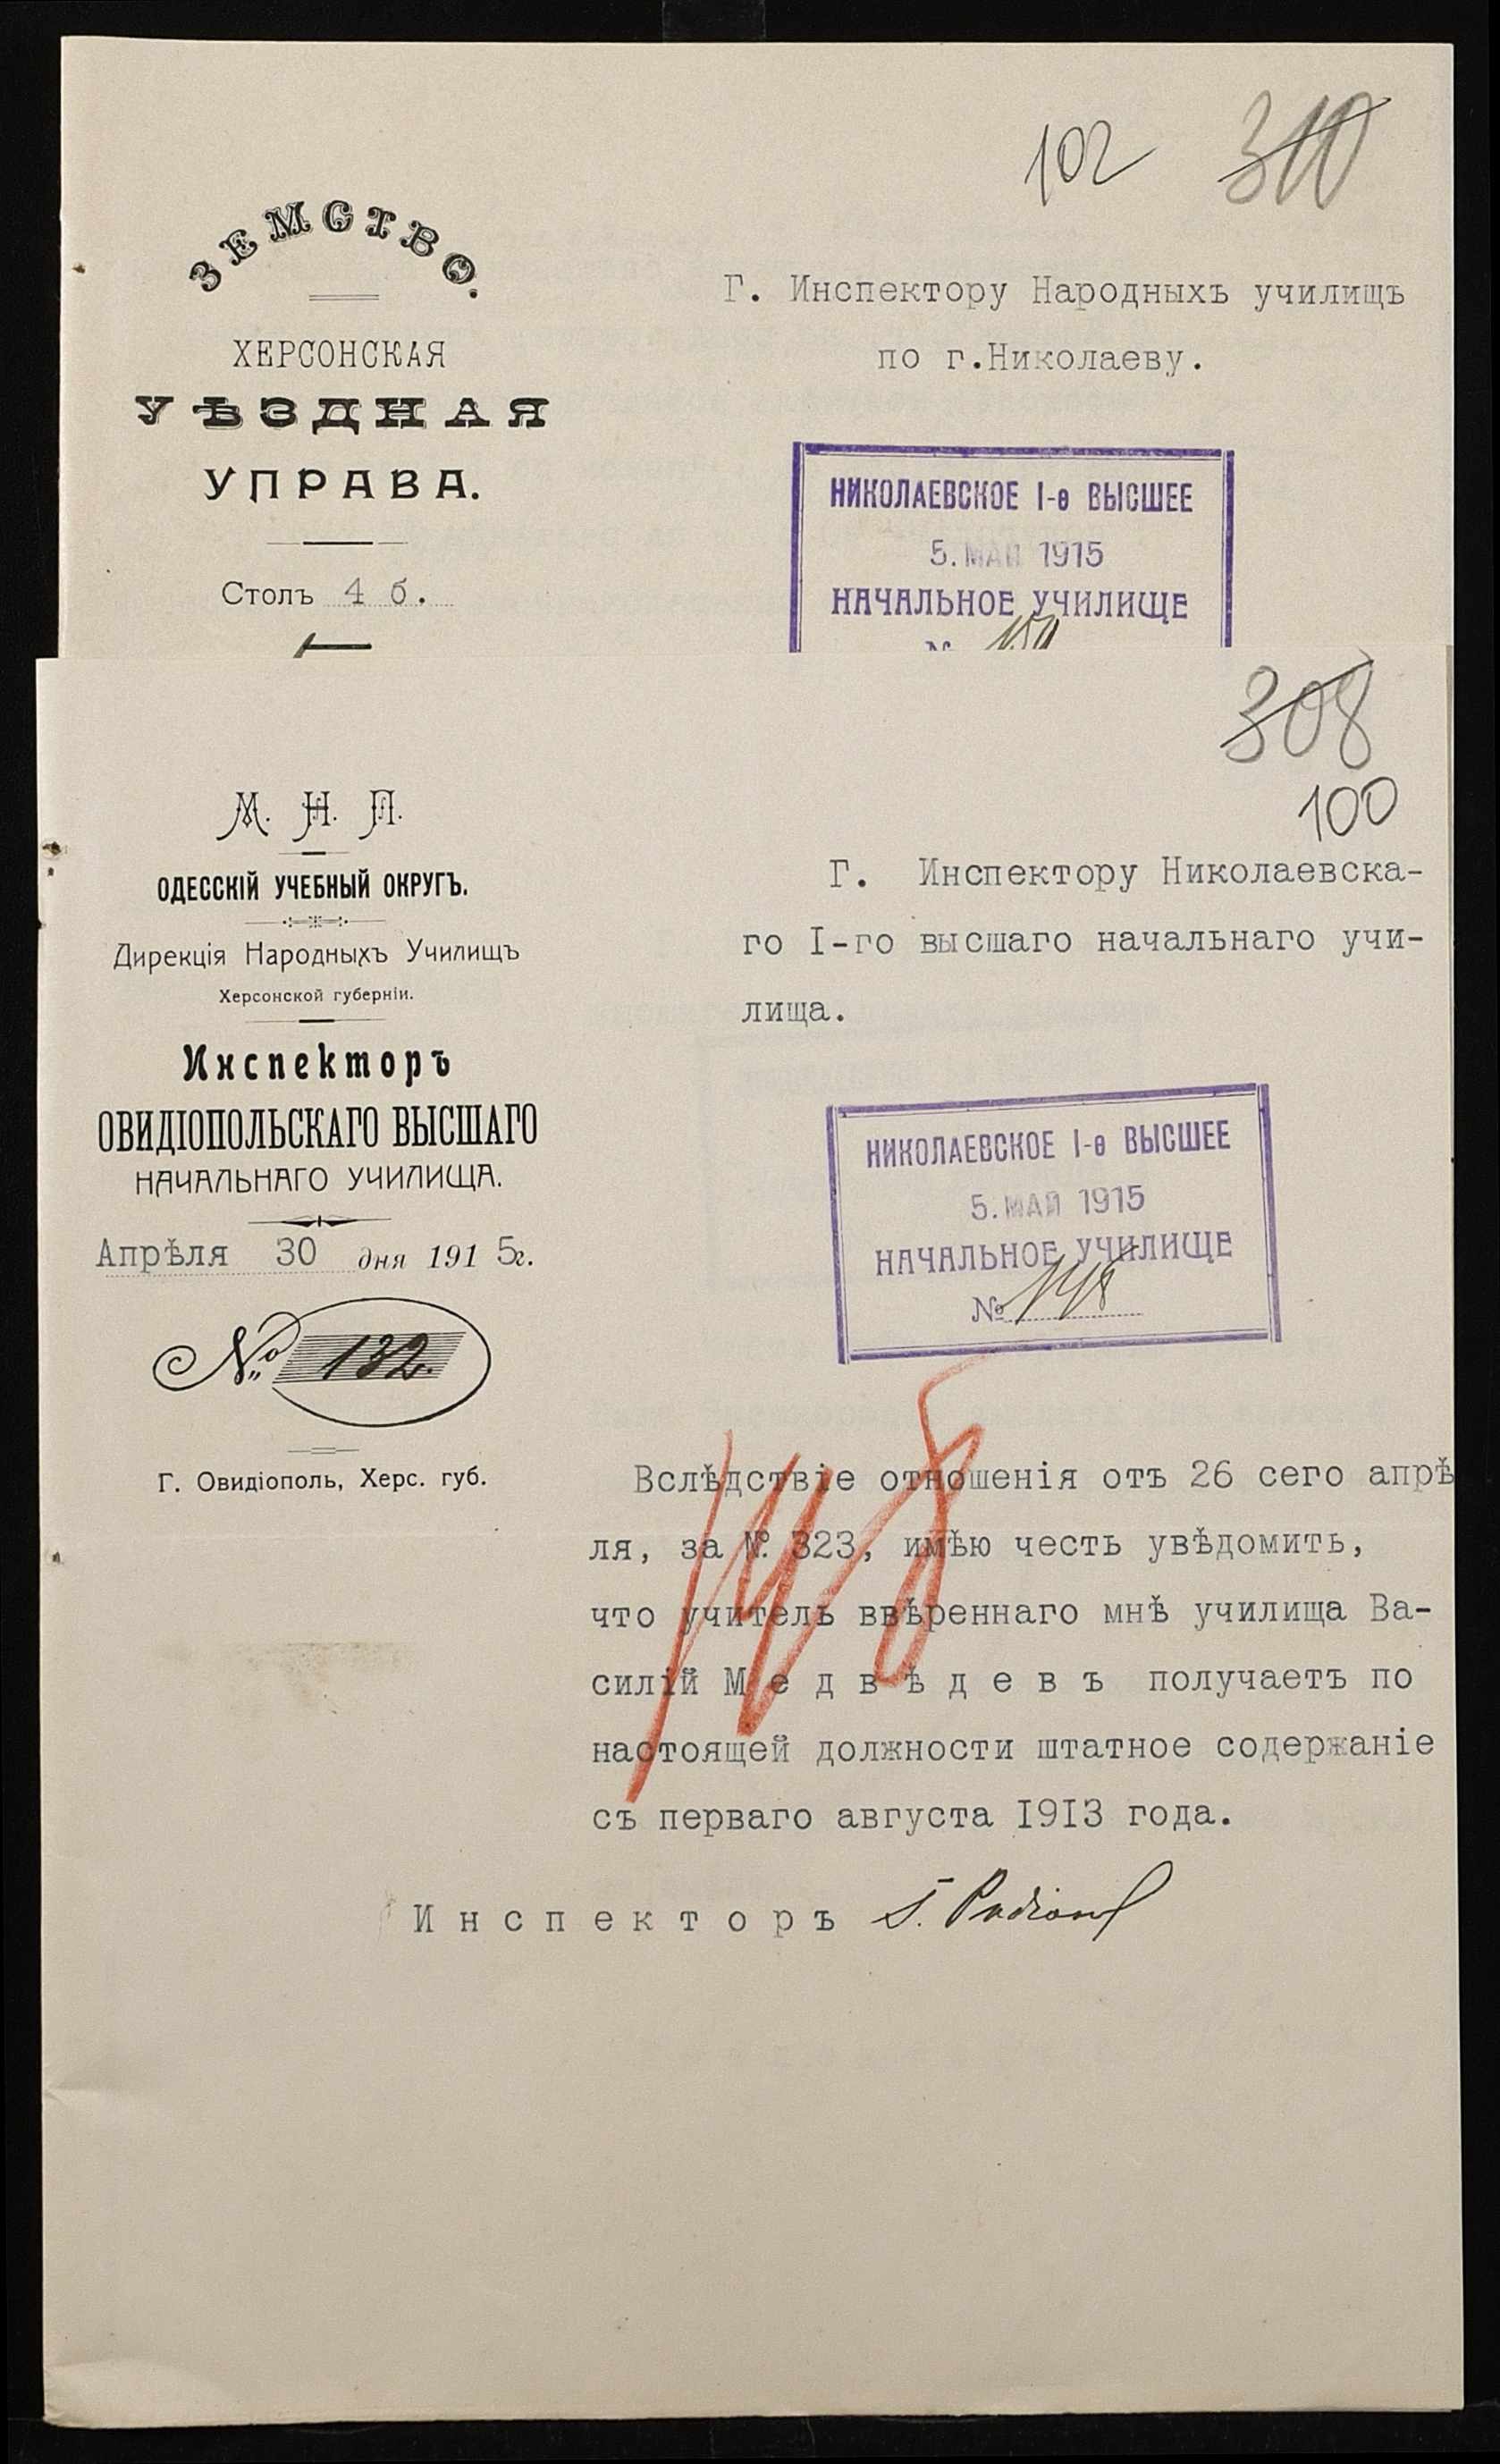 102 310
ЗЕМСТВО.
ХЕРСОНСКАЯ
УѢЗДНАЯ
УПРАВА.
Столъ 4 б.
Г. Инспектору Народныхъ училищъ
по г.Николаеву.
НИКОЛАЕВСКОЕ I-е ВЫСШЕЕ
5. МАЙ 1915
НАЧАЛЬНОЕ УЧИЛИЩЕ
308
100
М. Н. П.
ОДЕССКІЙ УЧЕБНЫЙ ОКРУГЪ.
Дирекція Народныхъ Училищъ
Херсонской губерніи.
Инспекторъ
ОВИДІОПОЛЬСКАГО ВЫСШАГО
НАЧАЛЬНАГО УЧИЛИЩА.
Апрѣля 30 дня 1915г.
№ 132.
Г. Овидіополь, Херс. губ.
Г. Инспектору Николаевска-
го I-го высшаго начальнаго учи-
лища.
НИКОЛАЕВСКОЕ I-е ВЫСШЕЕ
5. МАЙ 1915
НАЧАЛЬНОЕ УЧИЛИЩЕ
№ 148
148
Вслѣдствіе отношенія отъ 26 сего апрѣ
ля, за №. 323, имѣю честь увѣдомить,
что учитель ввѣреннаго мнѣ училища Ва-
силій Медвѣдевъ получаетъ по
настоящей должности штатное содержаніе
съ перваго августа 1913 года.
Инспекторъ